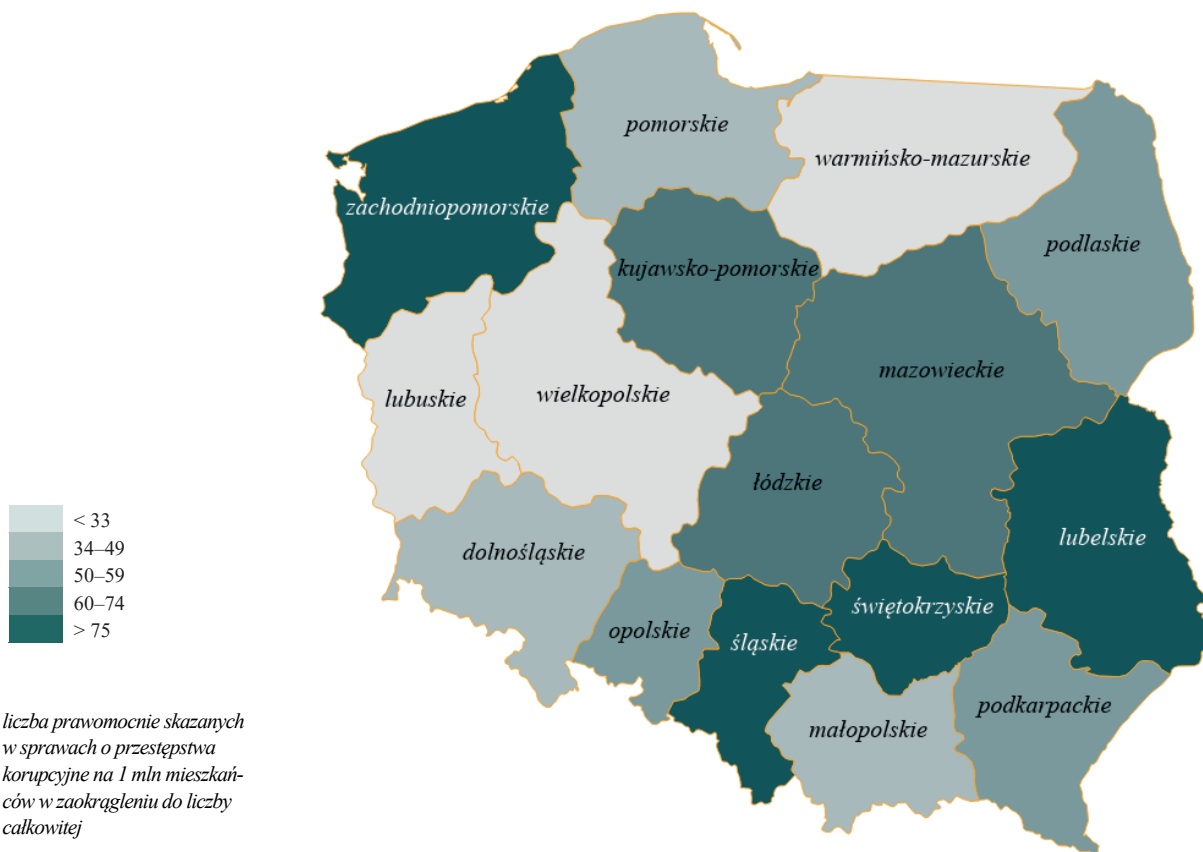 pomorskie
warmińsko-mazurskie
zachodniopomorskie
podlaskie
kujawsko-pomorskie
mazowieckie
lubuskie
wielkopolskie
łódzkie
lubelskie
dolnośląskie
świętokrzyskie
opolskie
śląskie
podkarpackie
małopolskie
< 33
34–49
50–59
60–74
> 75
liczba prawomocnie skazanych
w sprawach o przestępstwa
korupcyjne na 1 mln mieszkań-
ców w zaokrągleniu do liczby
całkowitej